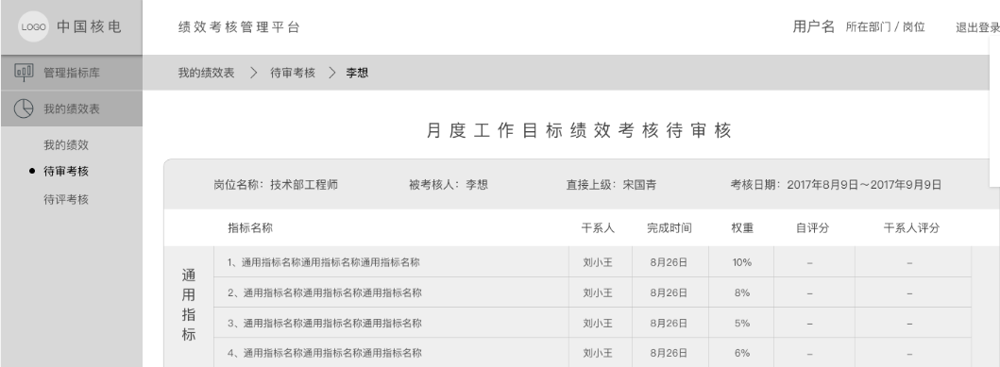 LOGO 中国核电 绩效考核管理平台 用户名 所在部门 / 岗位 退出登录
管理指标库 我的绩效表 > 待审考核 > 李想
我的绩效表
月度工作目标绩效考核待审核
我的绩效
待审考核
待评考核
岗位名称：技术部工程师 被考核人：李想 直接上级：宋国青 考核日期：2017年8月9日～2017年9月9日
指标名称 干系人 完成时间 权重 自评分 干系人评分
通用指标
1、通用指标名称通用指标名称通用指标名称 刘小王 8月26日 10% – –
2、通用指标名称通用指标名称通用指标名称 刘小王 8月26日 8% – –
3、通用指标名称通用指标名称通用指标名称 刘小王 8月26日 5% – –
4、通用指标名称通用指标名称通用指标名称 刘小王 8月26日 6% – –